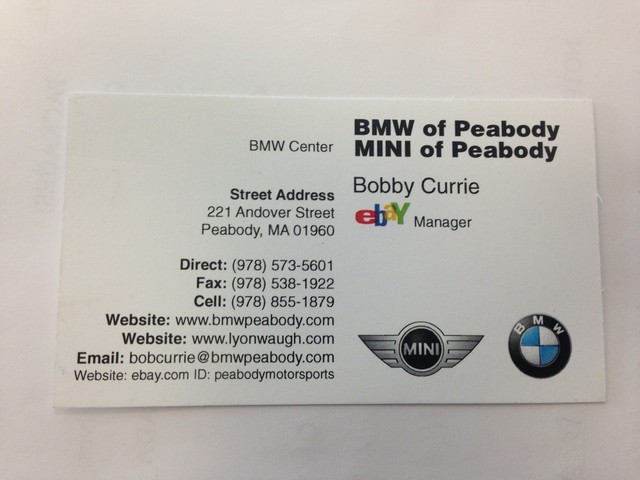 BMW Center
BMW of Peabody
MINI of Peabody
Bobby Currie
ebaY Manager
Street Address
221 Andover Street
Peabody, MA 01960
Direct: (978) 573-5601
Fax: (978) 538-1922
Cell: (978) 855-1879
Website: www.bmwpeabody.com
Website: www.lyonwaugh.com
Email: bobcurrie@bmwpeabody.com
Website: ebay.com ID: peabodymotorsports
MINI
BMW